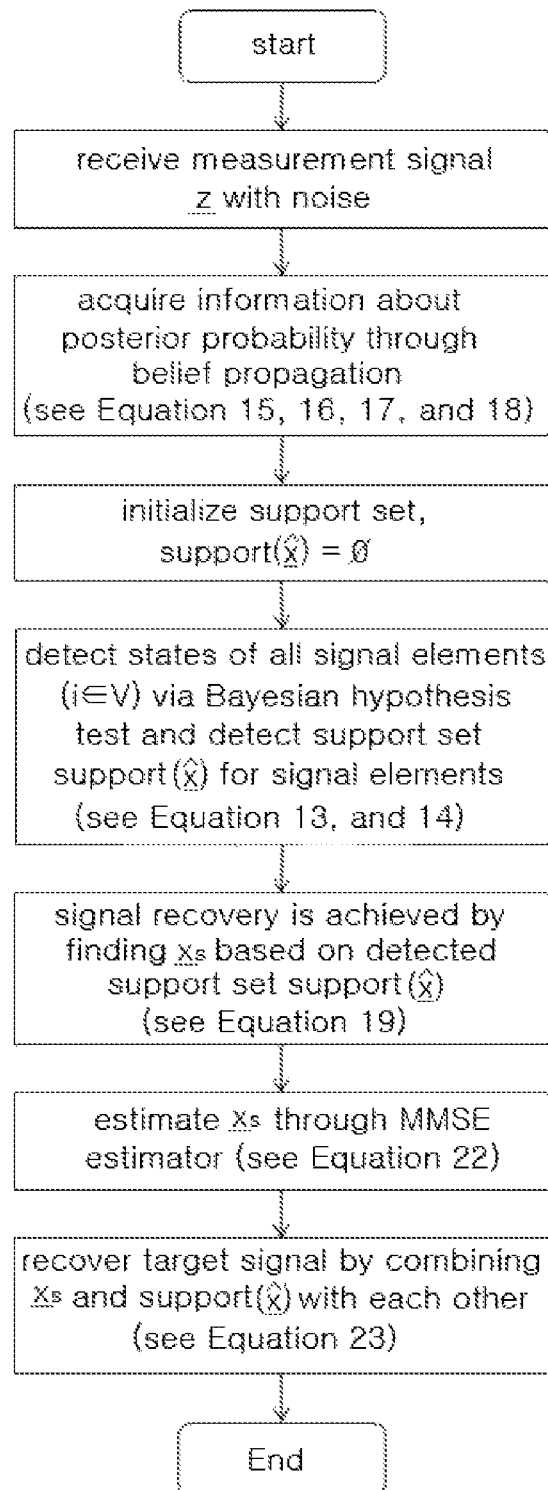 start
receive measurement signal
z with noise
acquire information about
posterior probability through
belief propagation
(see Equation 15, 16, 17, and 18)
initialize support set,
support(x̂) = Ø
detect states of all signal elements
(i∈V) via Bayesian hypothesis
test and detect support set
support(x̂) for signal elements
(see Equation 13, and 14)
signal recovery is achieved by
finding xs based on detected
support set support(x̂)
(see Equation 19)
estimate xs through MMSE
estimator (see Equation 22)
recover target signal by combining
xs and support(x̂) with each other
(see Equation 23)
End